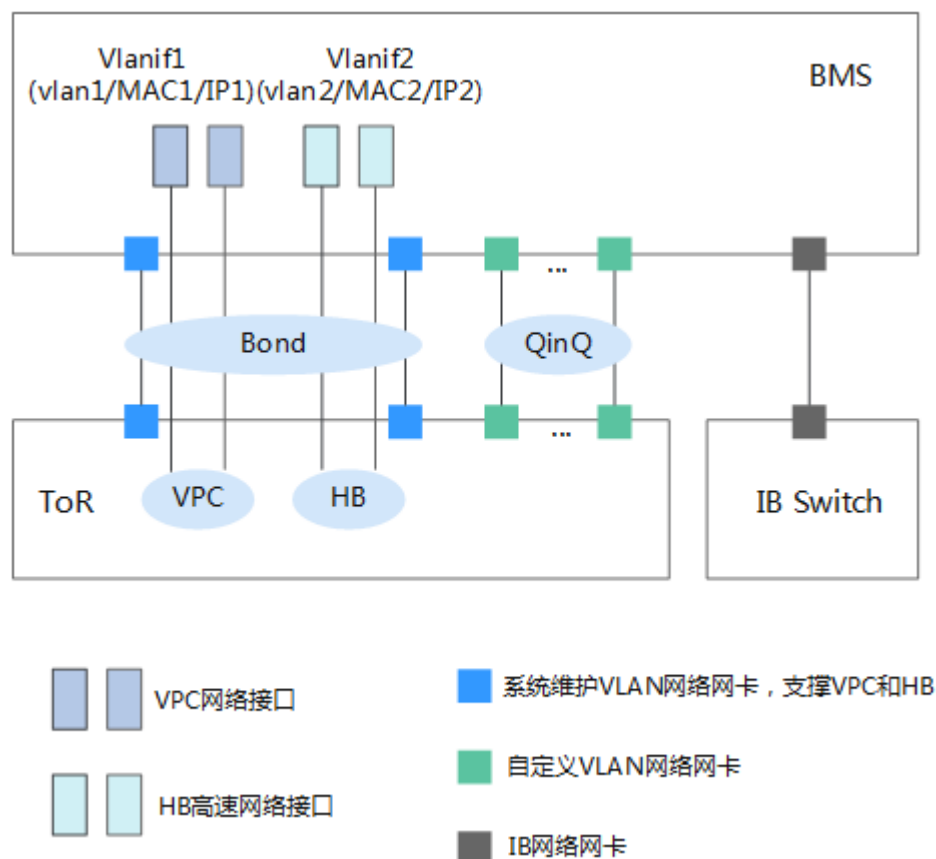 Vlanif1
(vlan1/MAC1/IP1)
Vlanif2
(vlan2/MAC2/IP2)
BMS
...
Bond
QinQ
...
ToR
VPC
HB
IB Switch
VPC网络接口
系统维护VLAN网络网卡，支撑VPC和HB
自定义VLAN网络网卡
HB高速网络接口
IB网络网卡